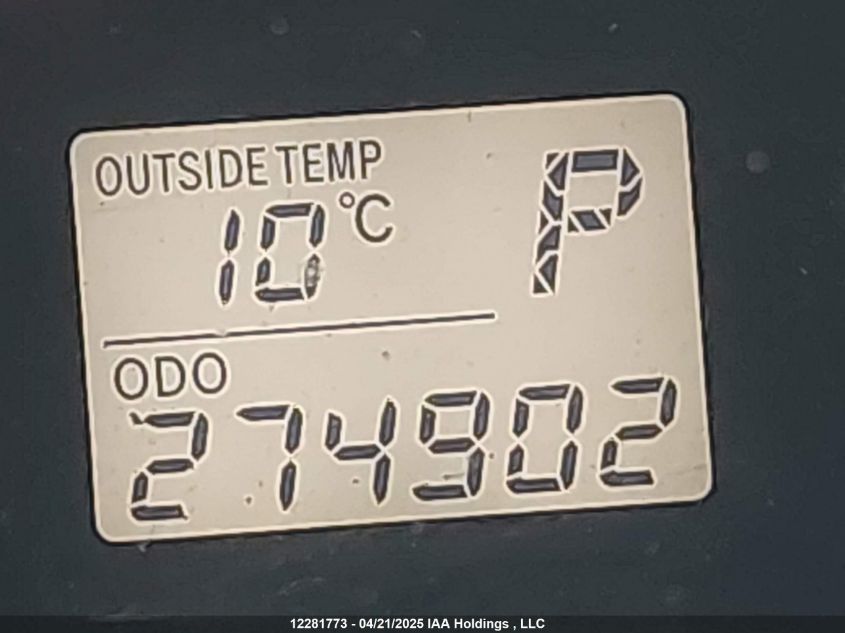 OUTSIDE TEMP
10°C P
ODO
274902
12281773 - 04/21/2025 IAA Holdings , LLC